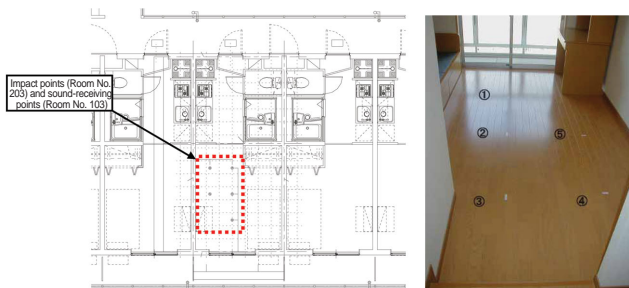 Impact points (Room No.
203) and sound-receiving
points (Room No. 103)
①
②
⑤
③
④